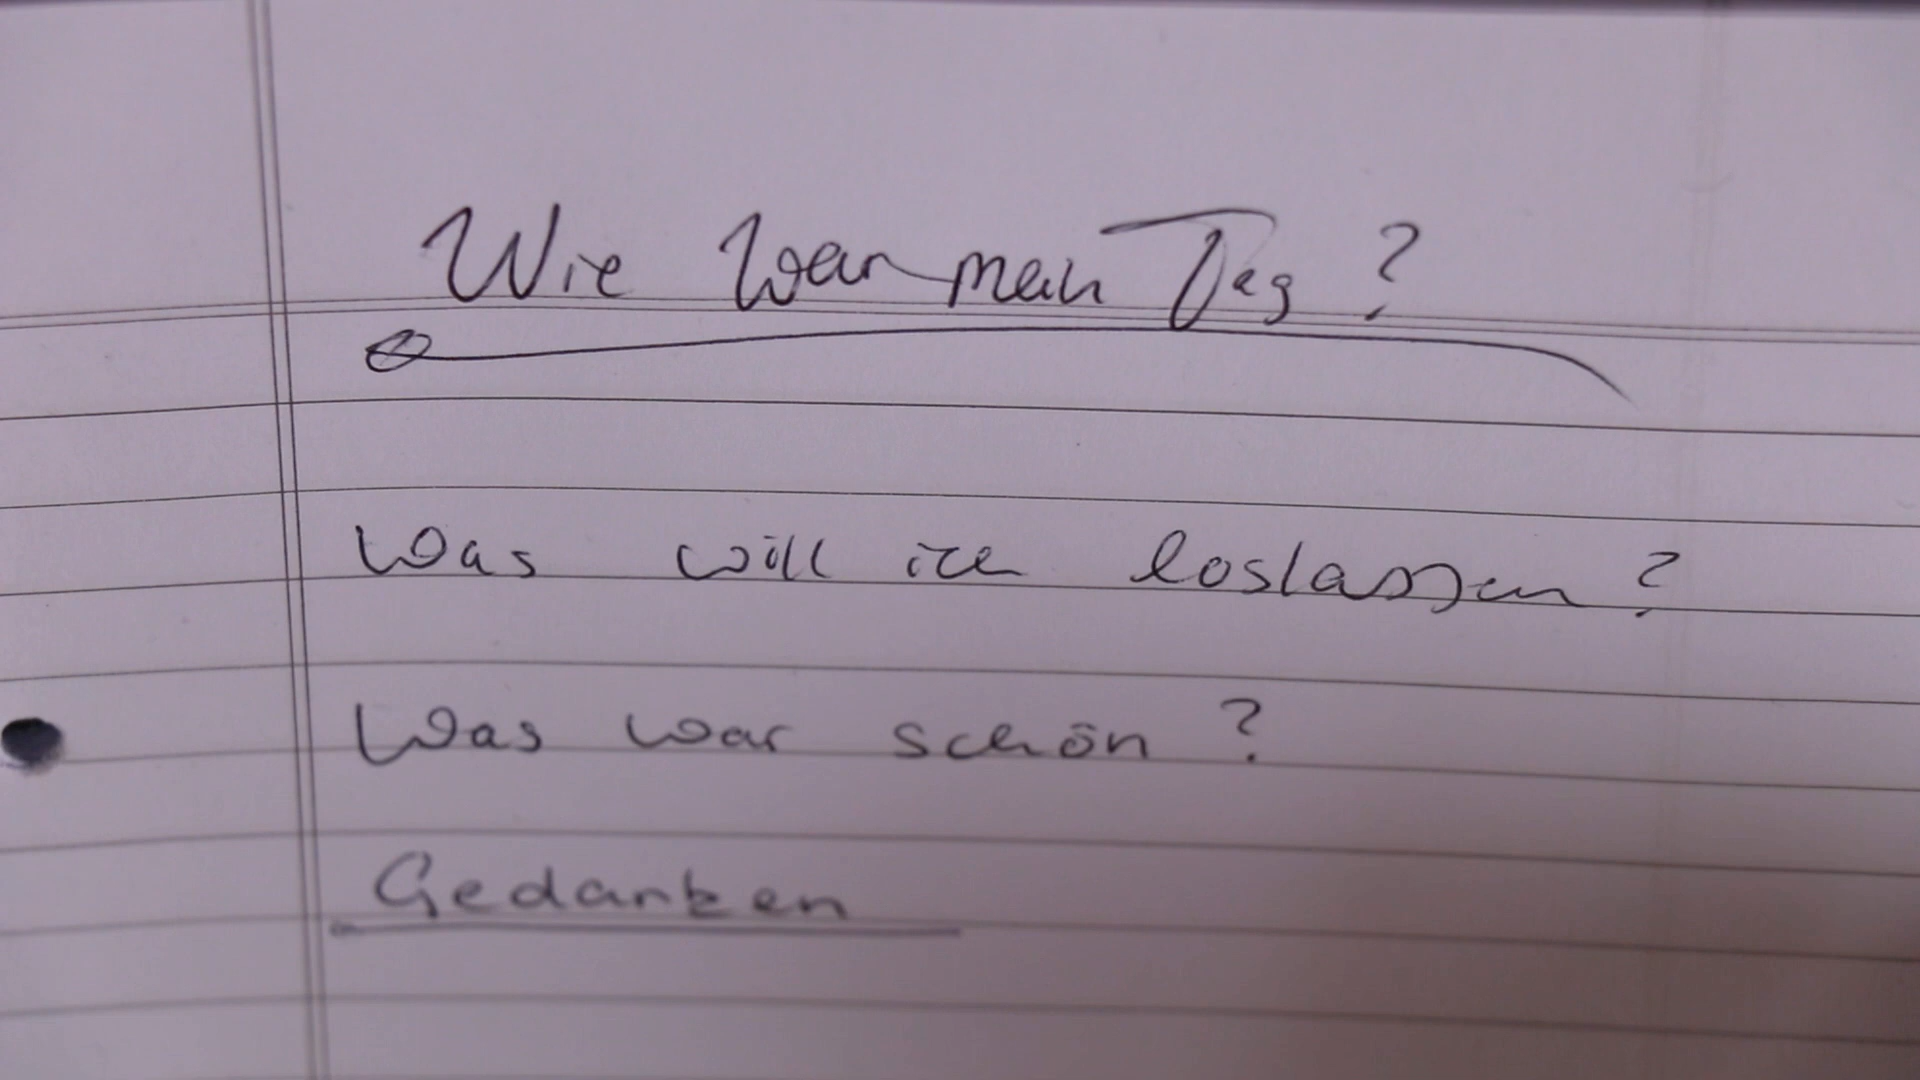 Wie war mein Tag?
Was will ich loslassen?
Was war schön?
Gedanken